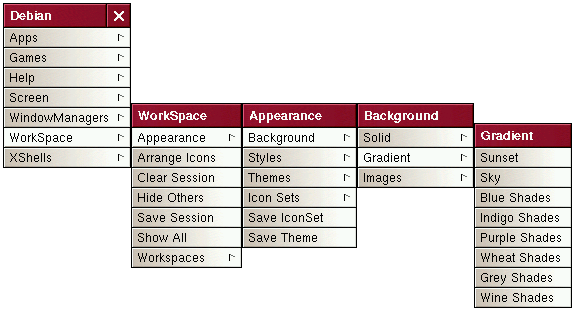 Debian
Apps
Games
Help
Screen
WindowManagers
WorkSpace
XShells
WorkSpace
Appearance
Arrange Icons
Clear Session
Hide Others
Save Session
Show All
Workspaces
Appearance
Background
Styles
Themes
Icon Sets
Save IconSet
Save Theme
Background
Solid
Gradient
Images
Gradient
Sunset
Sky
Blue Shades
Indigo Shades
Purple Shades
Wheat Shades
Grey Shades
Wine Shades